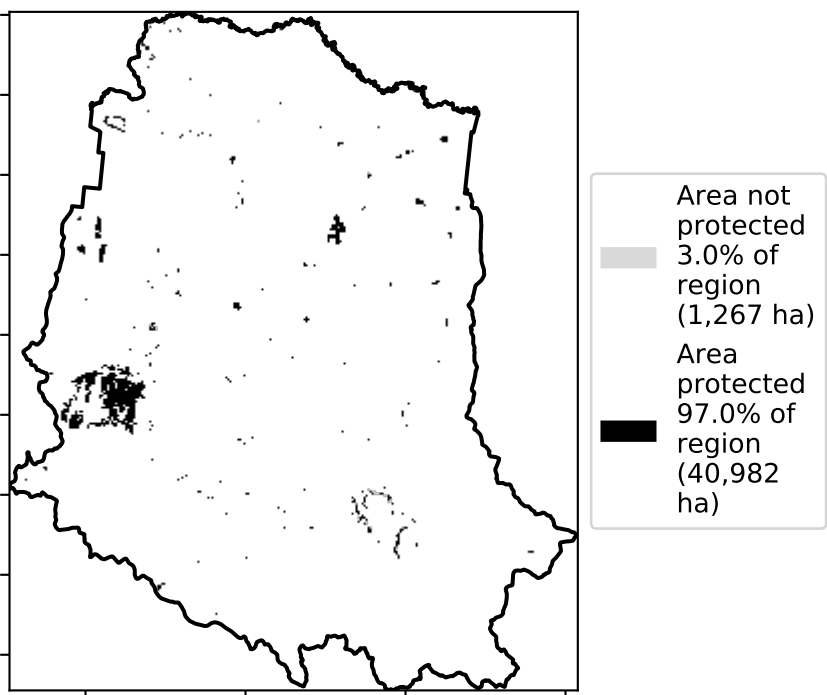 Area not
protected
3.0% of
region
(1,267 ha)
Area
protected
97.0% of
region
(40,982
ha)